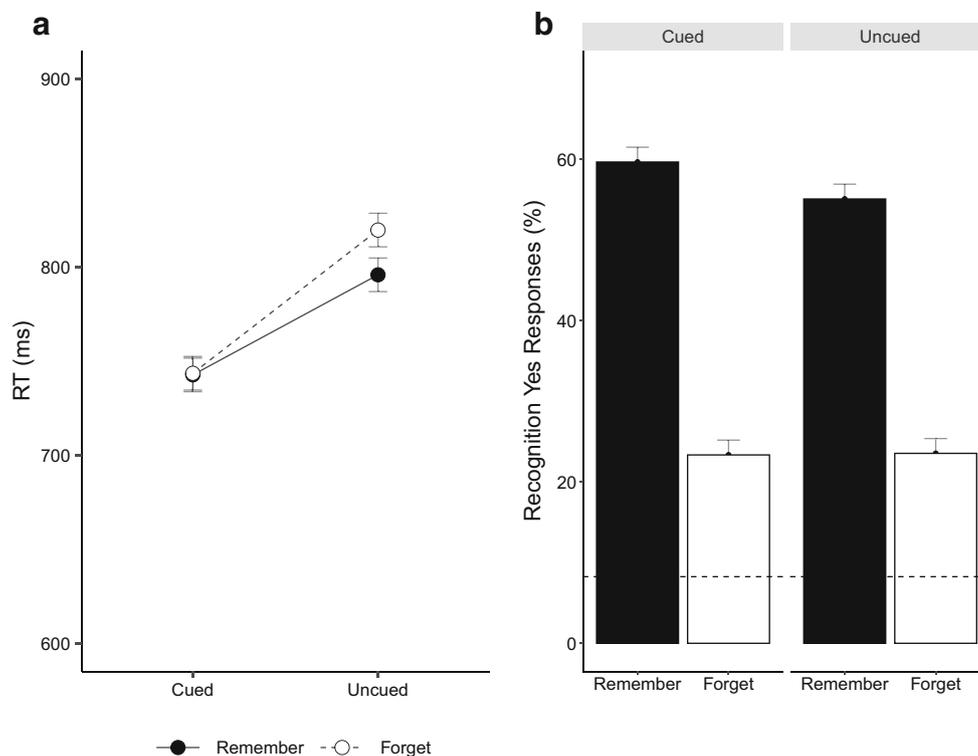 a
900
800
700
600
RT (ms)
Cued Uncued
Remember Forget
b
Cued Uncued
60
40
20
0
Recognition Yes Responses (%)
Remember Forget Remember Forget